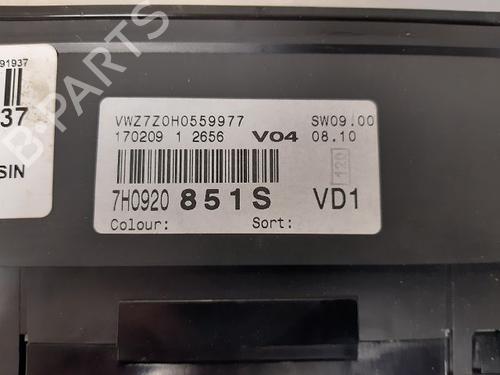 91937
37
SIN
VWZ7Z0H0559977 SW09.00
170209 1 2656 V04 08.10
120
7H0920 851S VD1
Colour: Sort:
B-PARTS